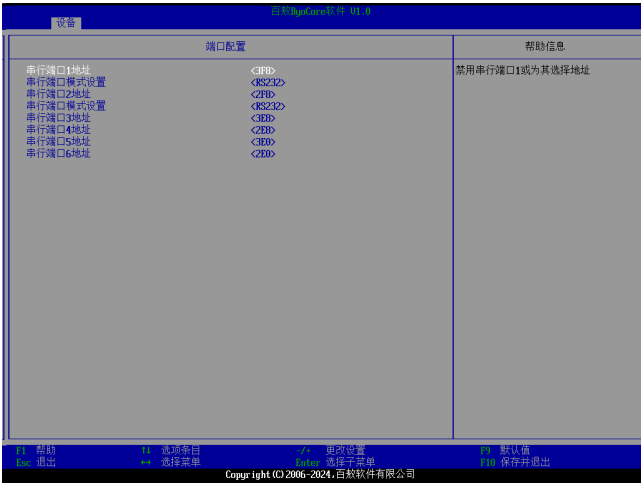 百敖ByoCore软件 V1.0
设备
端口配置 帮助信息
串行端口1地址 <3F8> 禁用串行端口1或为其选择地址
串行端口模式设置 <RS232>
串行端口2地址 <2F8>
串行端口模式设置 <RS232>
串行端口3地址 <3E8>
串行端口4地址 <2E8>
串行端口5地址 <3E0>
串行端口6地址 <2E0>
F1 帮助 ↑↓ 选项条目 -/+ 更改设置 F9 默认值
Esc 退出 ↔ 选择菜单 Enter 选择子菜单 F10 保存并退出
Copyright(C)2006-2024,百敖软件有限公司